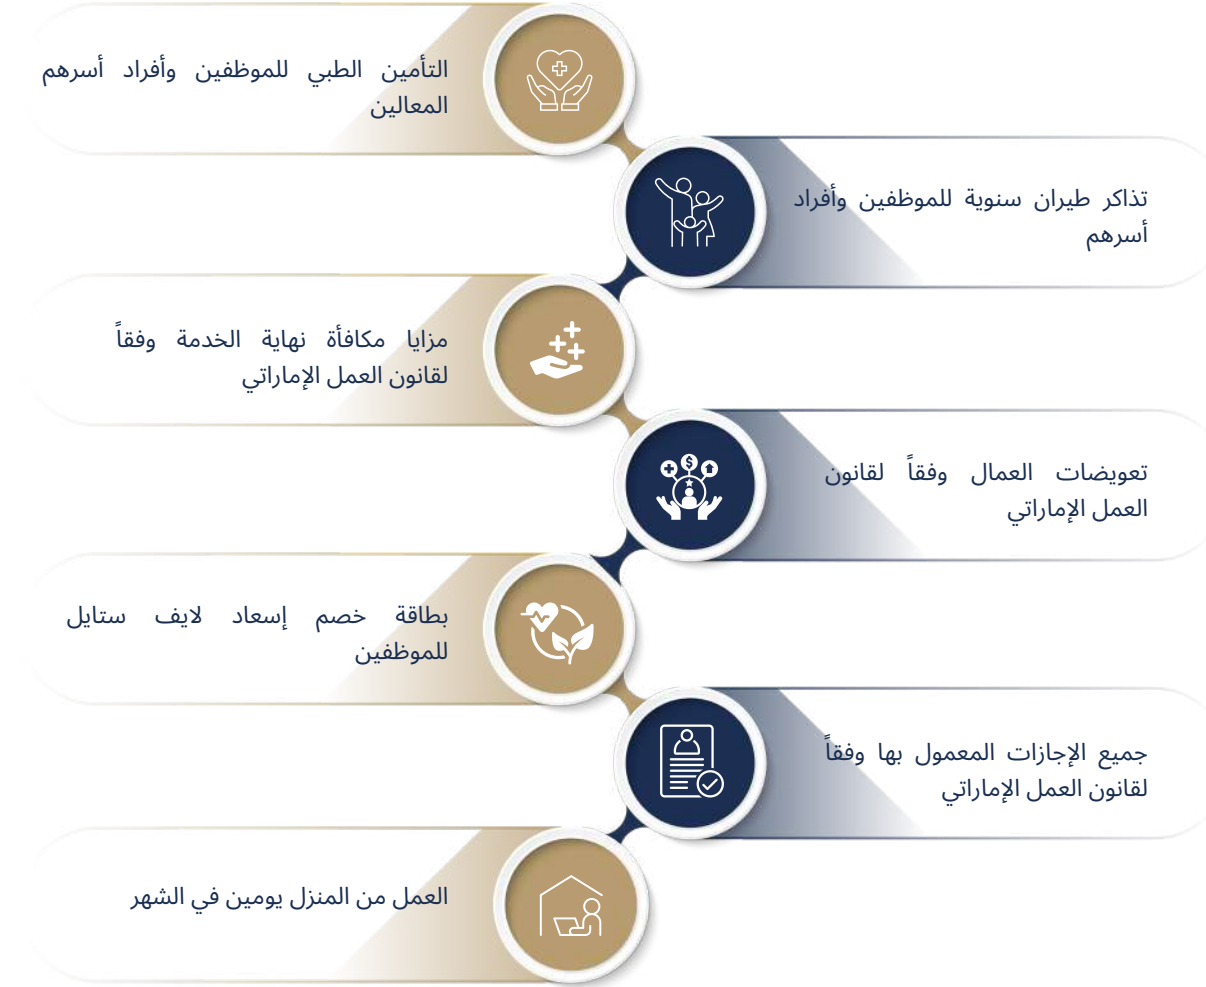 التأمين الطبي للموظفين وأفراد أسرهم
المعالين
تذاكر طيران سنوية للموظفين وأفراد
أسرهم
مزايا مكافأة نهاية الخدمة وفقاً
لقانون العمل الإماراتي
تعويضات العمال وفقاً لقانون
العمل الإماراتي
بطاقة خصم إسعاد لايف ستايل
للموظفين
جميع الإجازات المعمول بها وفقاً
لقانون العمل الإماراتي
العمل من المنزل يومين في الشهر